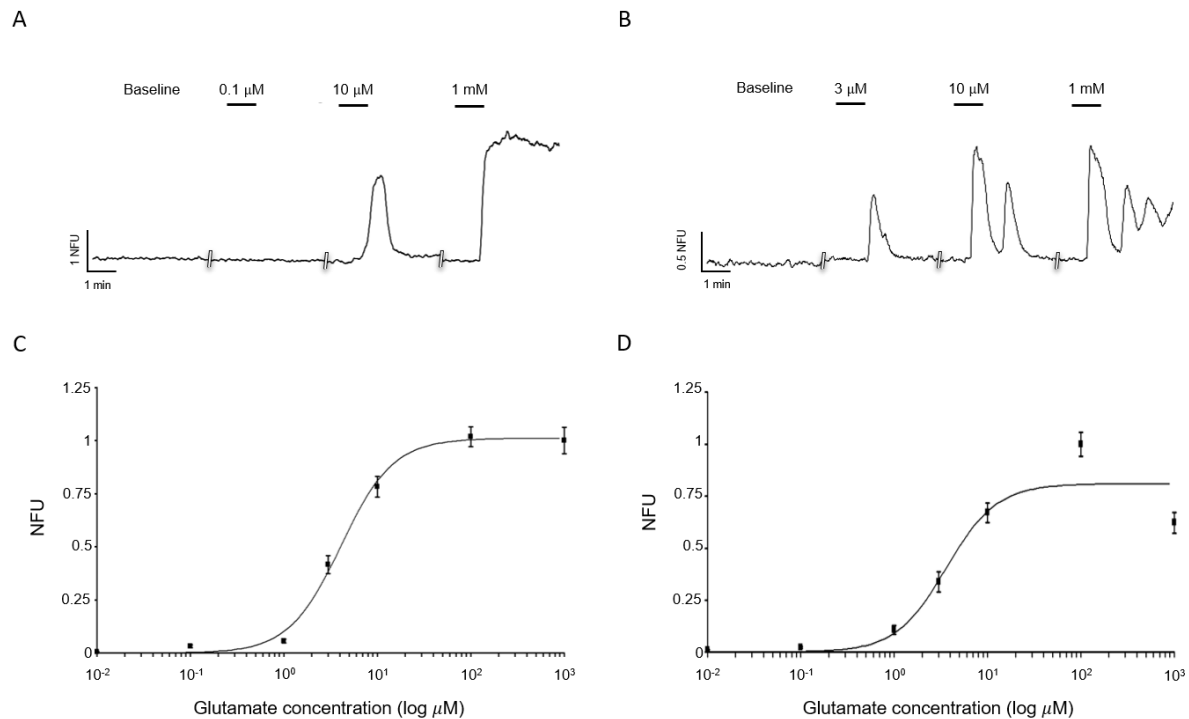 A
Baseline 0.1 μM 10 μM 1 mM
1 NFU
1 min
B
Baseline 3 μM 10 μM 1 mM
0.5 NFU
1 min
C
1.25
1
0.75
0.5
0.25
0
NFU
10-2 10-1 100 101 102 103
Glutamate concentration (log μM)
D
1.25
1
0.75
0.5
0.25
0
NFU
10-2 10-1 100 101 102 103
Glutamate concentration (log μM)